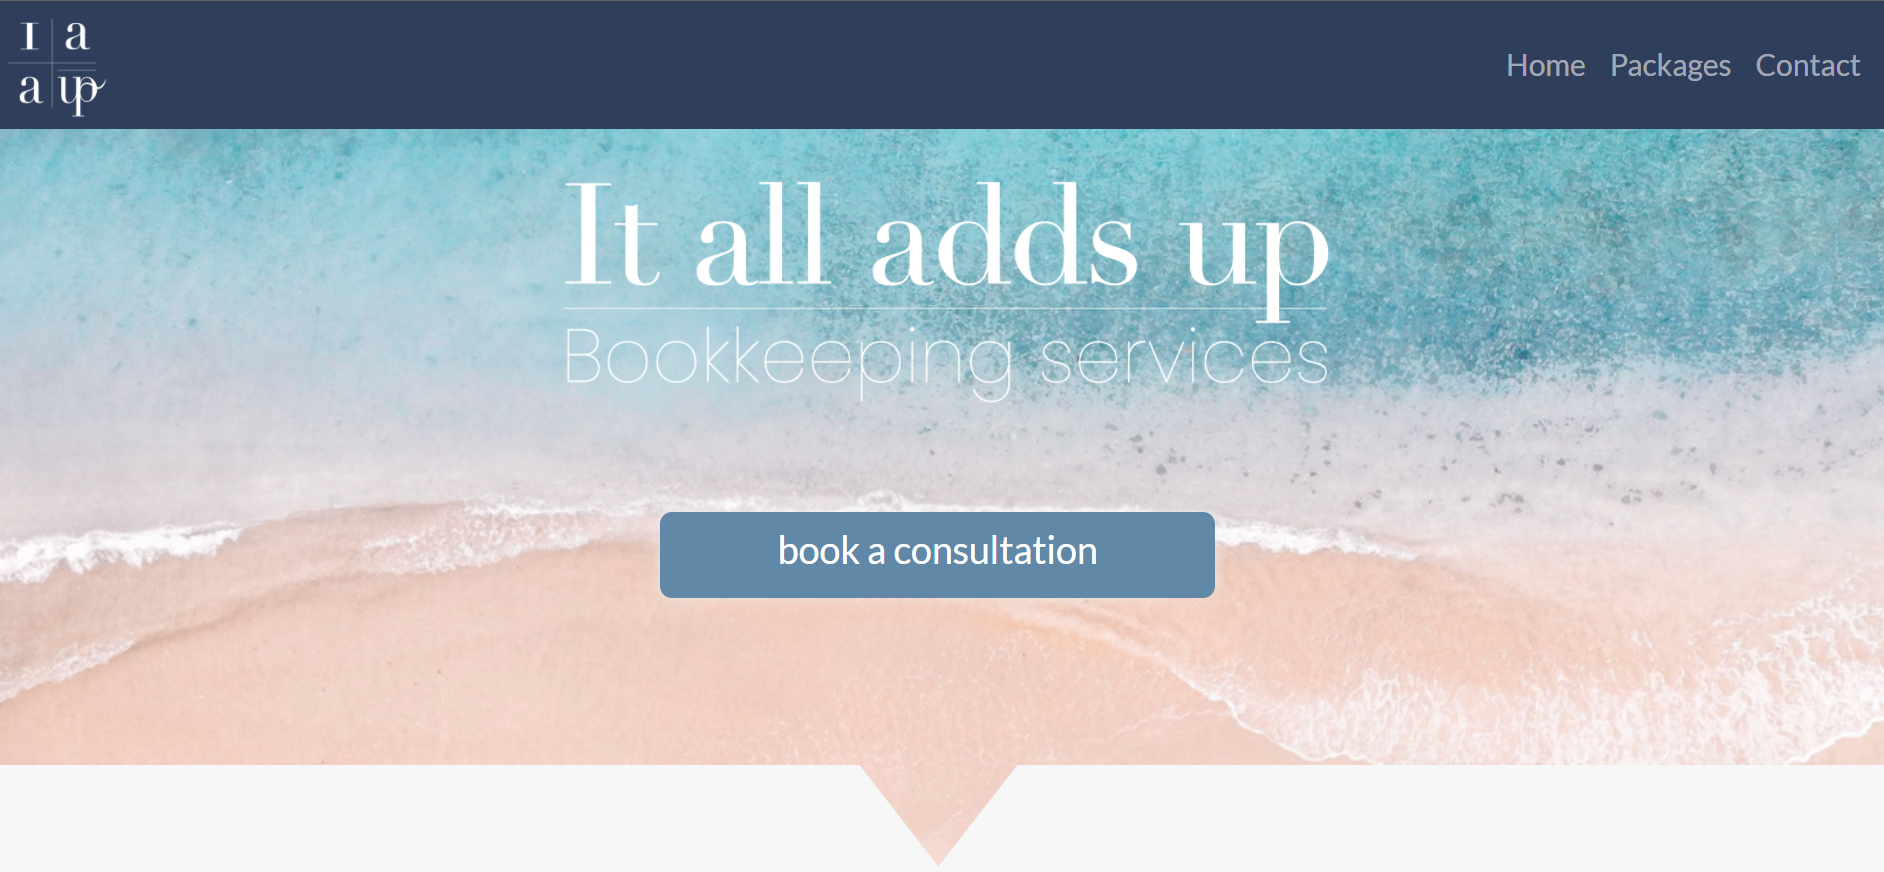 I a
a up
Home Packages Contact
It all adds up
Bookkeeping services
book a consultation